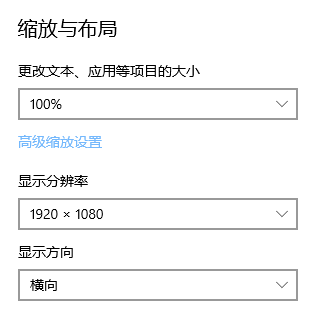 缩放与布局
更改文本、应用等项目的大小
100%
高级缩放设置
显示分辨率
1920 × 1080
显示方向
横向